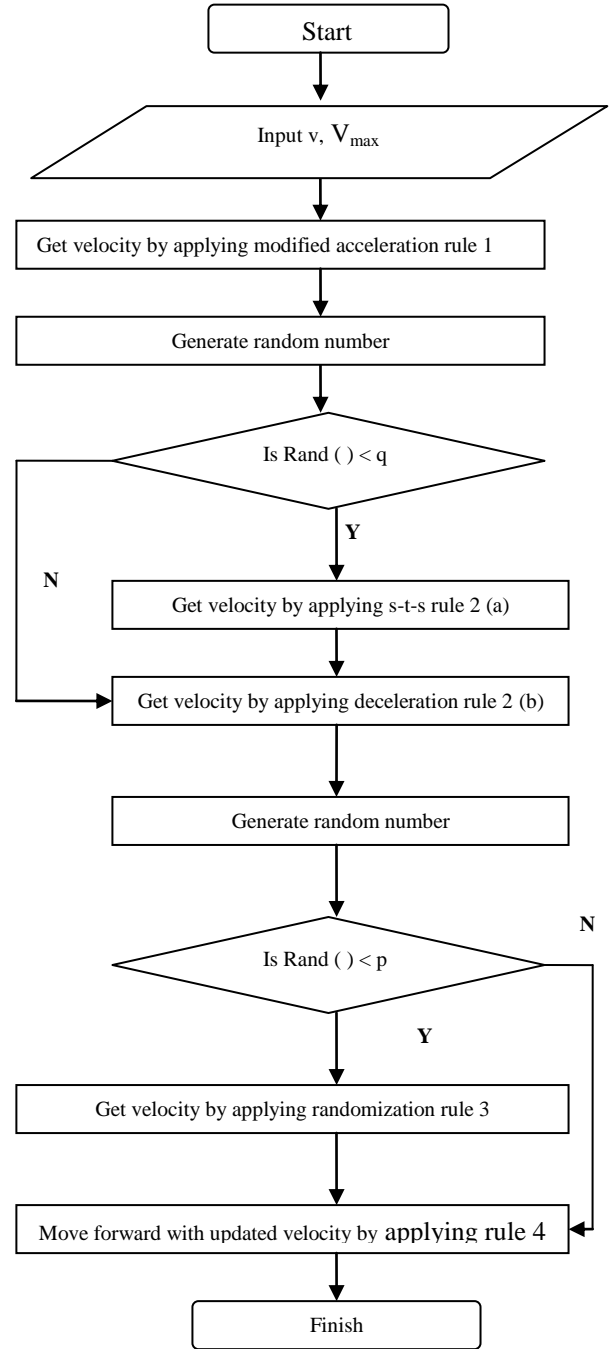 Start
Input v, Vmax
Get velocity by applying modified acceleration rule 1
Generate random number
Is Rand ( ) < q
Y
N
Get velocity by applying s-t-s rule 2 (a)
Get velocity by applying deceleration rule 2 (b)
Generate random number
N
Is Rand ( ) < p
Y
Get velocity by applying randomization rule 3
Move forward with updated velocity by applying rule 4
Finish